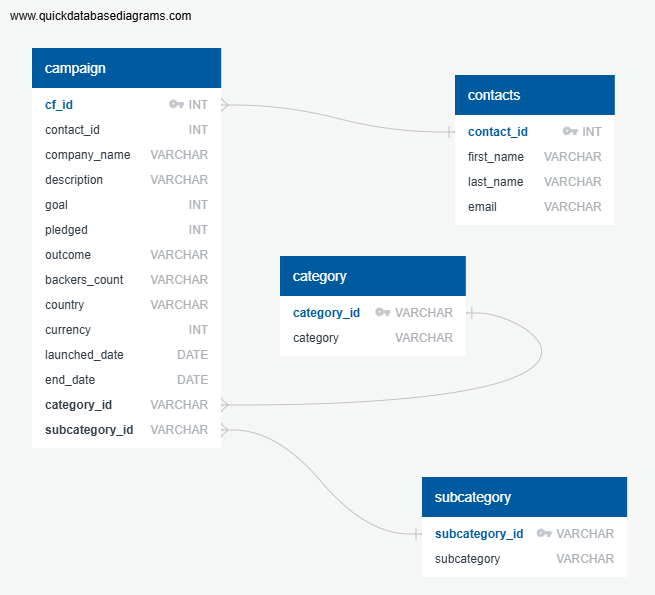 www.quickdatabasediagrams.com
campaign
cf_id INT
contact_id INT
company_name VARCHAR
description VARCHAR
goal INT
pledged INT
outcome VARCHAR
backers_count VARCHAR
country VARCHAR
currency INT
launched_date DATE
end_date DATE
category_id VARCHAR
subcategory_id VARCHAR
contacts
contact_id INT
first_name VARCHAR
last_name VARCHAR
email VARCHAR
category
category_id VARCHAR
category VARCHAR
subcategory
subcategory_id VARCHAR
subcategory VARCHAR